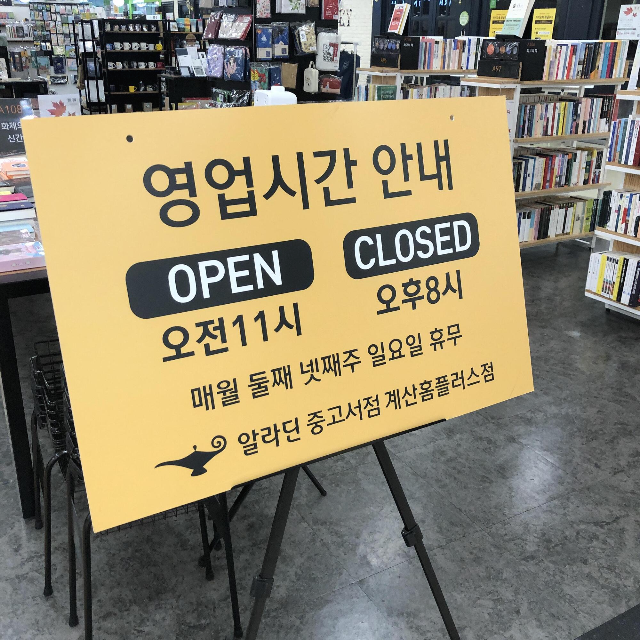 영업시간 안내
OPEN
CLOSED
오전11시
오후8시
매월 둘째 넷째주 일요일 휴무
알라딘 중고서점 계산홈플러스점